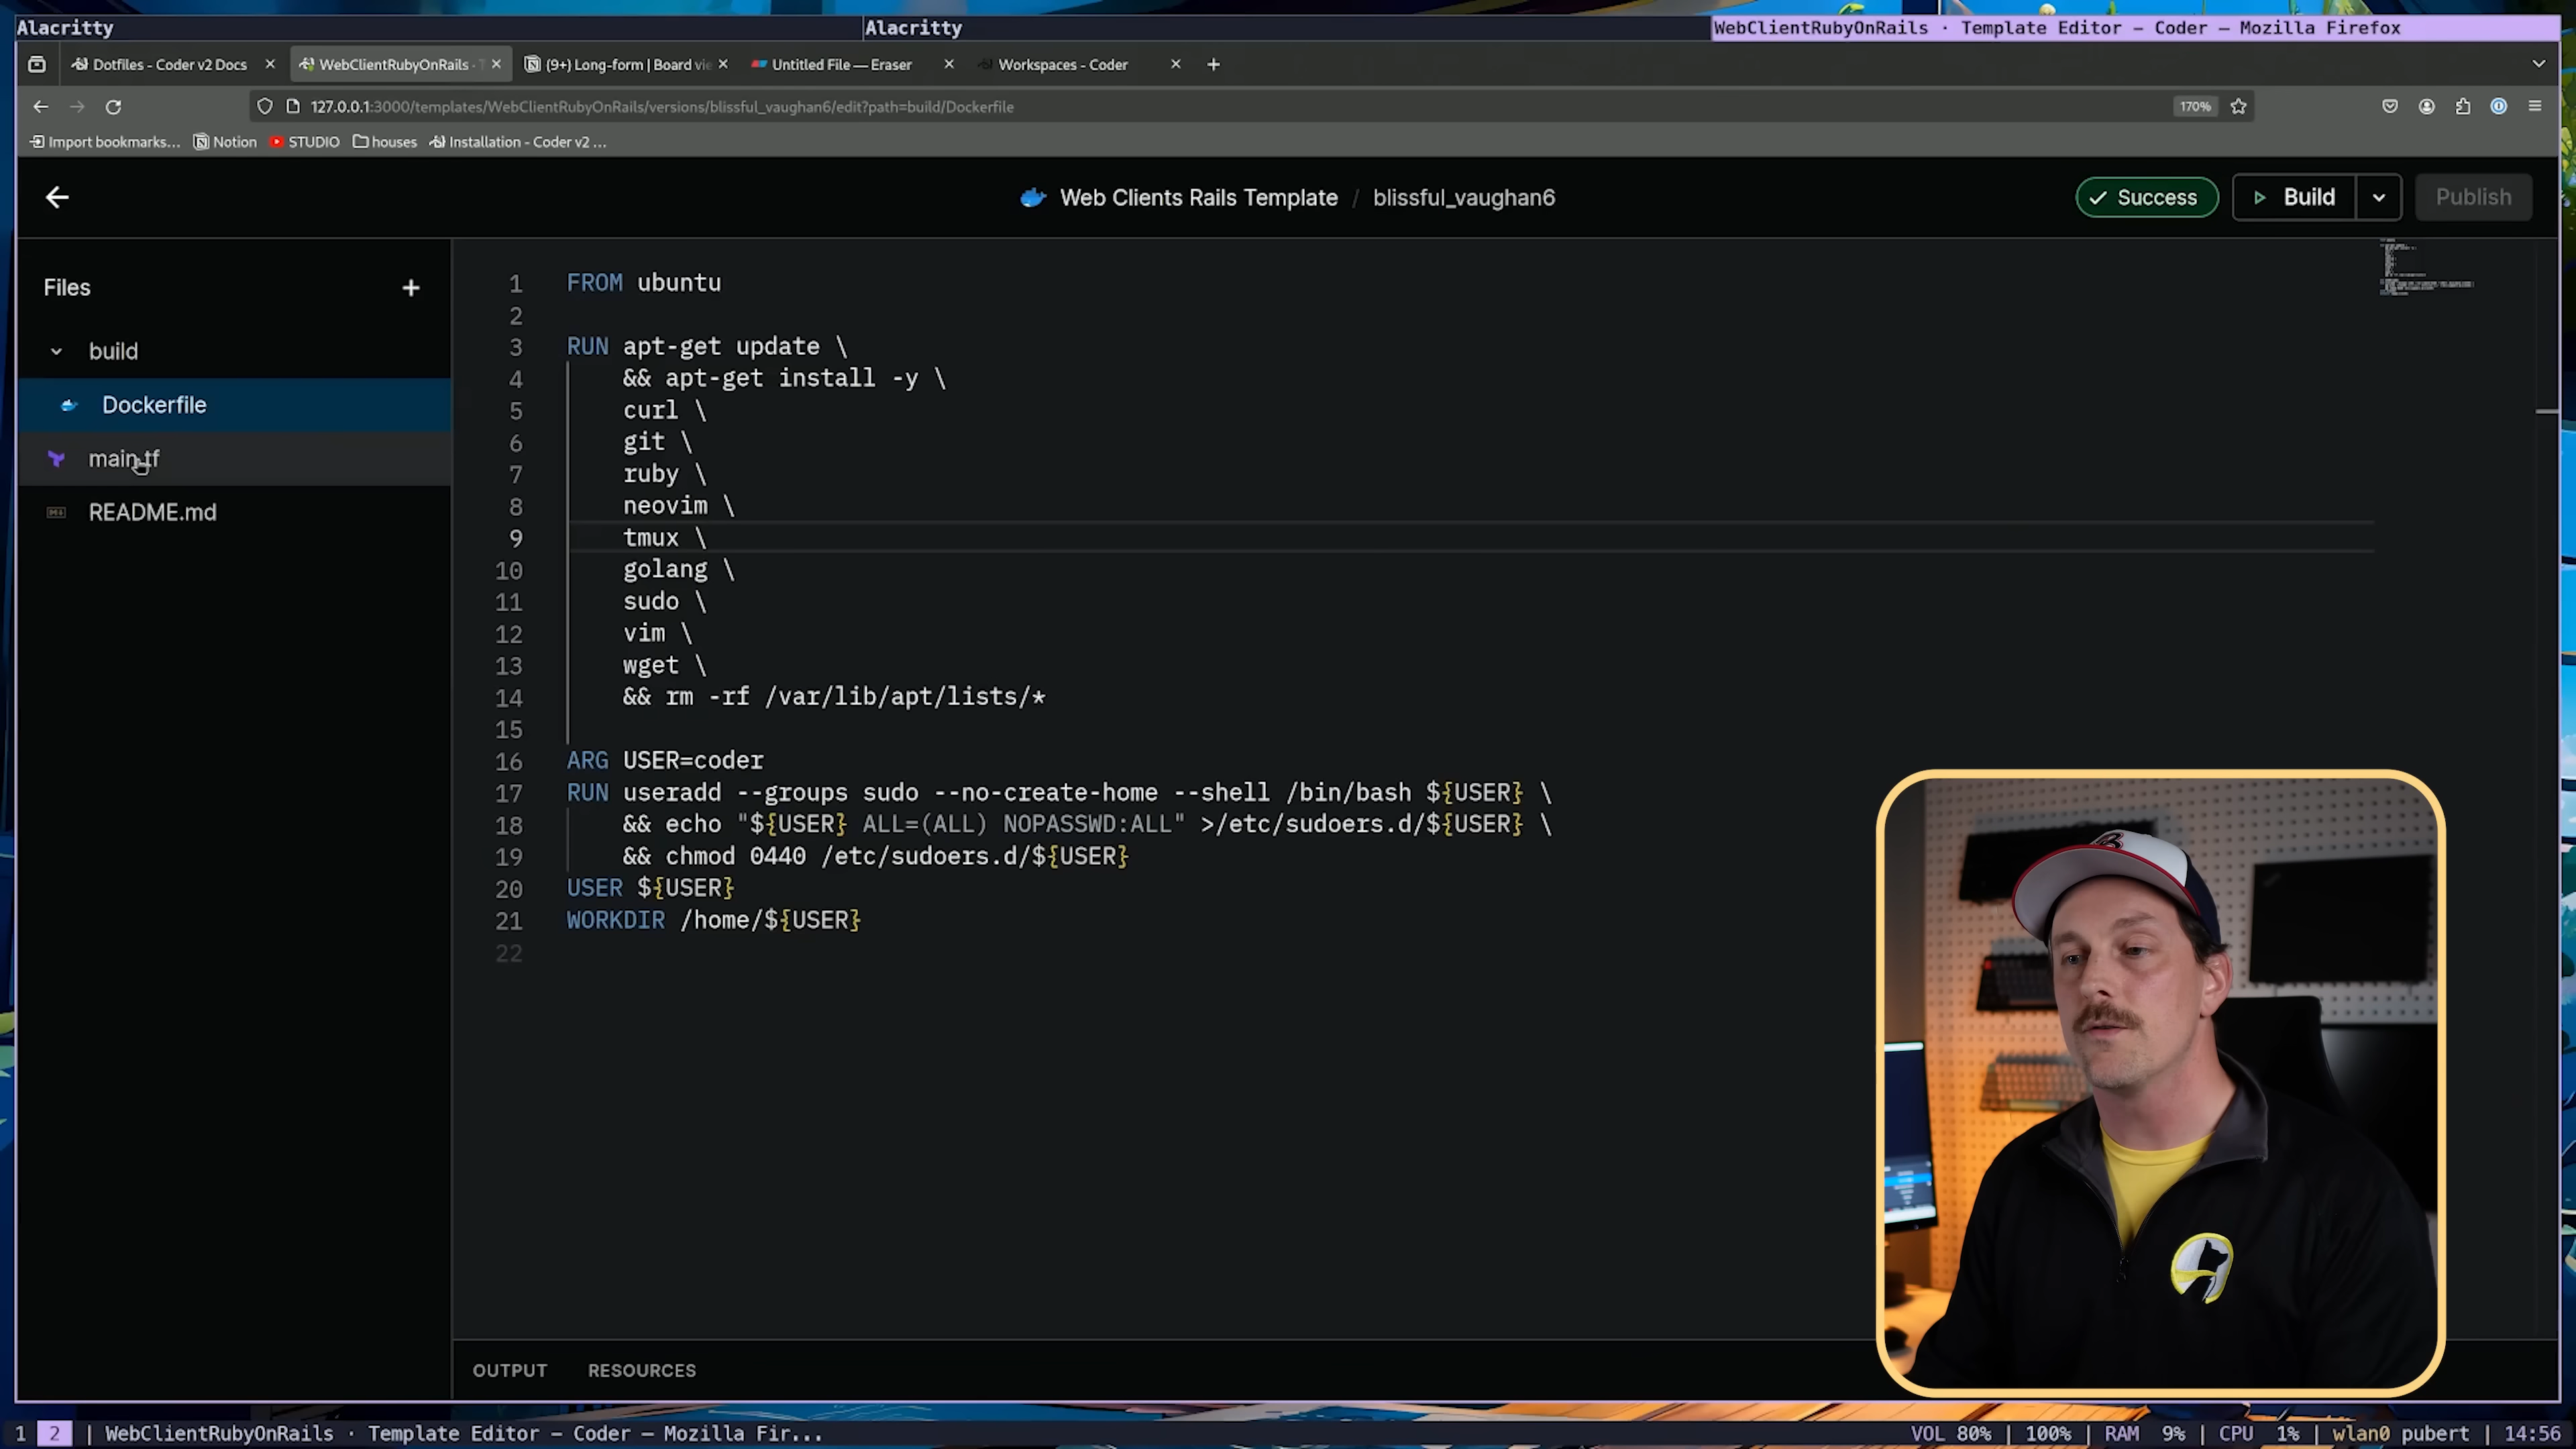 Alacritty
Alacritty
WebClientRubyOnRails · Template Editor — Coder — Mozilla Firefox
Dotfiles - Coder v2 Docs
WebClientRubyOnRails · T
(9+) Long-form | Board vie
Untitled File — Eraser
Workspaces - Coder
127.0.0.1:3000/templates/WebClientRubyOnRails/versions/blissful_vaughan6/edit?path=build/Dockerfile
170%
Import bookmarks...
Notion
STUDIO
houses
Installation - Coder v2 ...
Web Clients Rails Template / blissful_vaughan6
Success
Build
Publish
Files
build
Dockerfile
main.tf
README.md
1 FROM ubuntu
2
3 RUN apt-get update \
4 && apt-get install -y \
5 curl \
6 git \
7 ruby \
8 neovim \
9 tmux \
10 golang \
11 sudo \
12 vim \
13 wget \
14 && rm -rf /var/lib/apt/lists/*
15
16 ARG USER=coder
17 RUN useradd --groups sudo --no-create-home --shell /bin/bash ${USER} \
18 && echo "${USER} ALL=(ALL) NOPASSWD:ALL" >/etc/sudoers.d/${USER} \
19 && chmod 0440 /etc/sudoers.d/${USER}
20 USER ${USER}
21 WORKDIR /home/${USER}
22
OUTPUT
RESOURCES
1 2 | WebClientRubyOnRails · Template Editor — Coder — Mozilla Fir...
VOL 80% | 100% | RAM 9% | CPU 1% | wlan0 pubert | 14:56